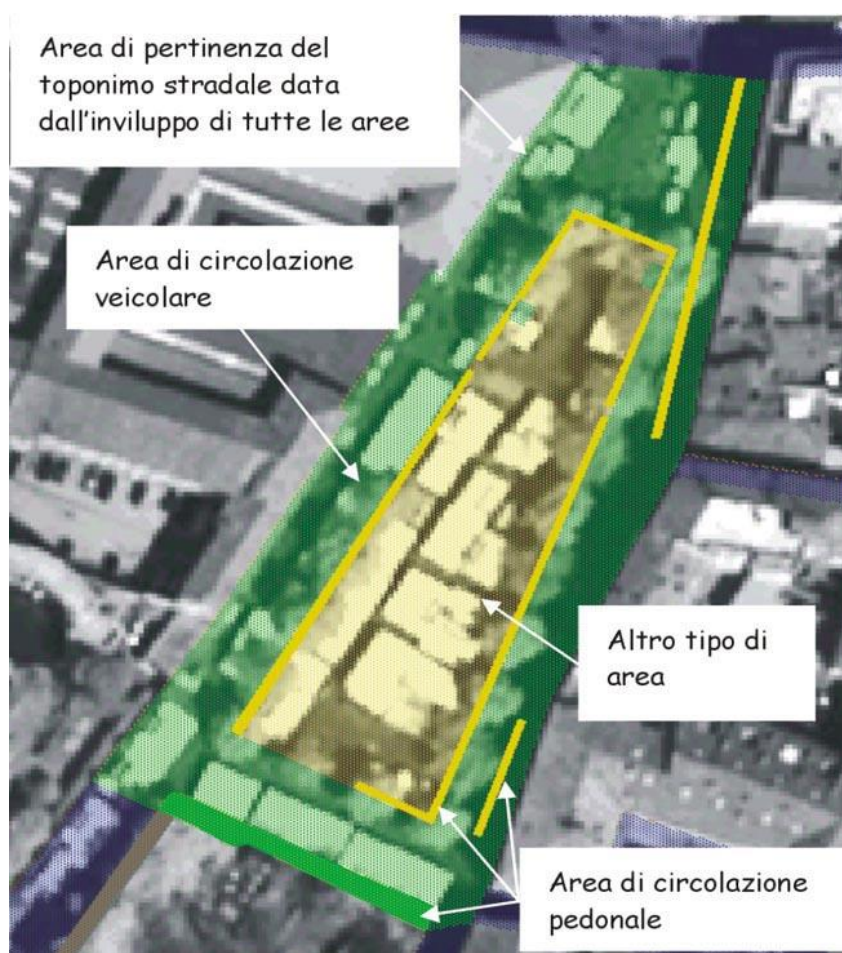 Area di pertinenza del
toponimo stradale data
dall'inviluppo di tutte le aree
Area di circolazione
veicolare
Altro tipo di
area
Area di circolazione
pedonale